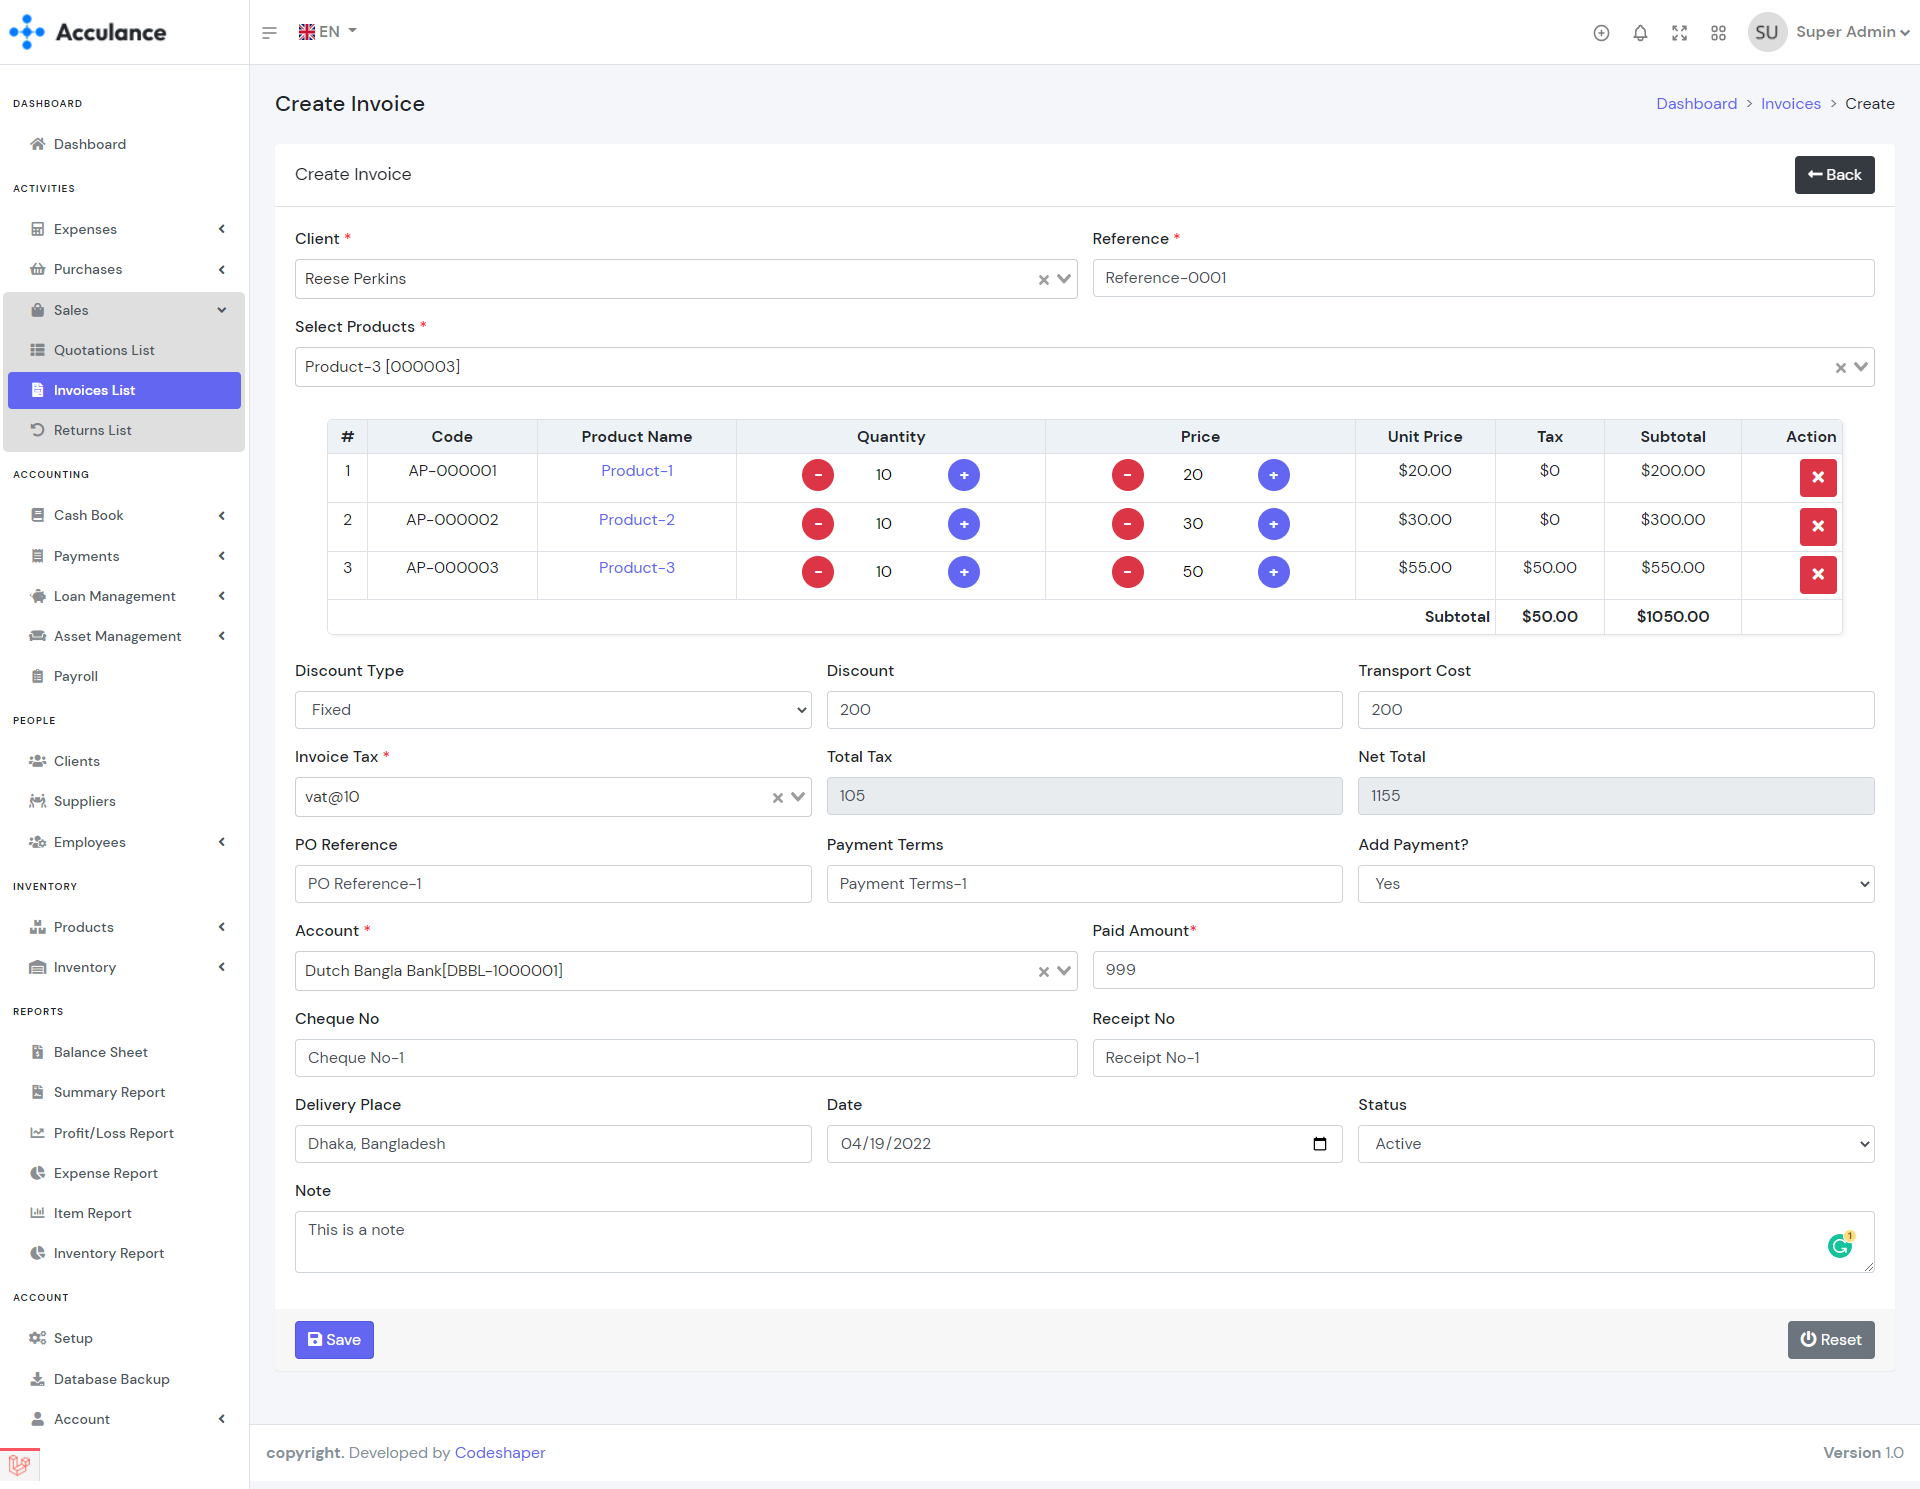 Acculance
EN
SU
Super Admin
DASHBOARD
Dashboard
ACTIVITIES
Expenses
Purchases
Sales
Quotations List
Invoices List
Returns List
ACCOUNTING
Cash Book
Payments
Loan Management
Asset Management
Payroll
PEOPLE
Clients
Suppliers
Employees
INVENTORY
Products
Inventory
REPORTS
Balance Sheet
Summary Report
Profit/Loss Report
Expense Report
Item Report
Inventory Report
ACCOUNT
Setup
Database Backup
Account
Create Invoice
Dashboard > Invoices > Create
Create Invoice
Back
Client *
Reference *
Reese Perkins
Reference-0001
Select Products *
Product-3 [000003]
# Code Product Name Quantity Price Unit Price Tax Subtotal Action
1 AP-000001 Product-1 - 10 + - 20 + $20.00 $0 $200.00
2 AP-000002 Product-2 - 10 + - 30 + $30.00 $0 $300.00
3 AP-000003 Product-3 - 10 + - 50 + $55.00 $50.00 $550.00
Subtotal $50.00 $1050.00
Discount Type
Discount
Transport Cost
Fixed
200
200
Invoice Tax *
Total Tax
Net Total
vat@10
105
1155
PO Reference
Payment Terms
Add Payment?
PO Reference-1
Payment Terms-1
Yes
Account *
Paid Amount*
Dutch Bangla Bank[DBBL-1000001]
999
Cheque No
Receipt No
Cheque No-1
Receipt No-1
Delivery Place
Date
Status
Dhaka, Bangladesh
04/19/2022
Active
Note
This is a note
1
Save
Reset
copyright. Developed by Codeshaper
Version 1.0